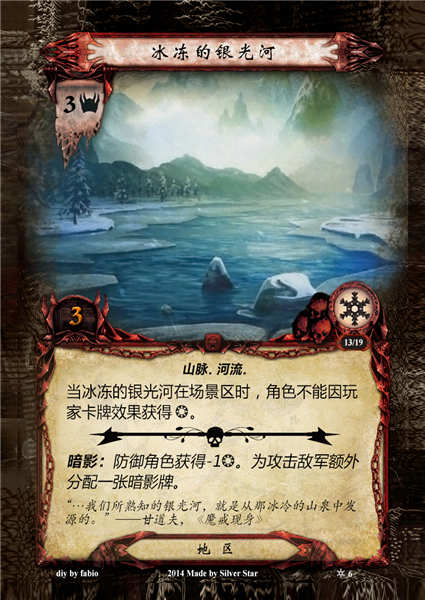 冰冻的银光河
3
3
13/19
山脉. 河流.
当冰冻的银光河在场景区时，角色不能因玩
家卡牌效果获得。
暗影：防御角色获得-1。为攻击敌军额外
分配一张暗影牌。
“…我们所熟知的银光河，就是从那冰冷的山泉中发
源的。”——甘道夫，《魔戒现身》
地 区
diy by fabio
2014 Made by Silver Star
6